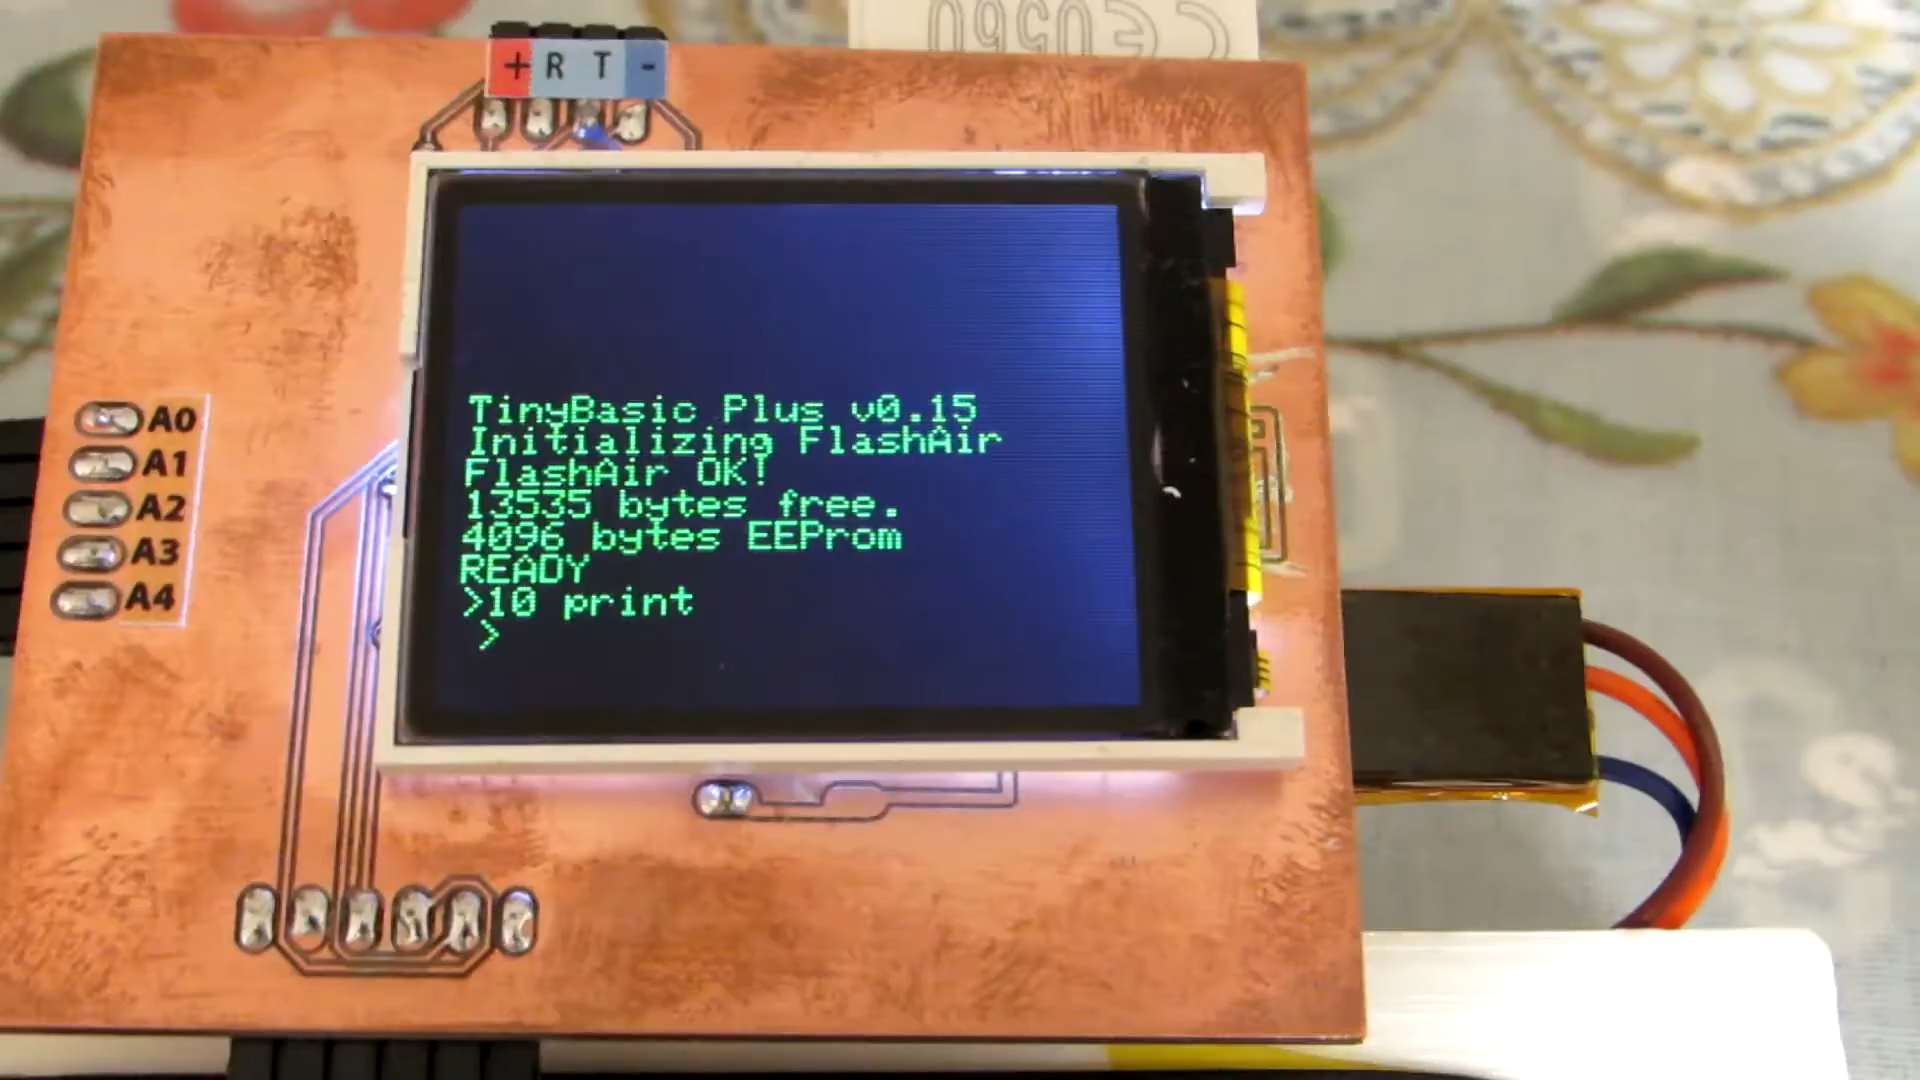 CE0560
+ R T -
TinyBasic Plus v0.15
Initializing FlashAir
FlashAir OK!
13535 bytes free.
4096 bytes EEProm
READY
>10 print
>
A0
A1
A2
A3
A4